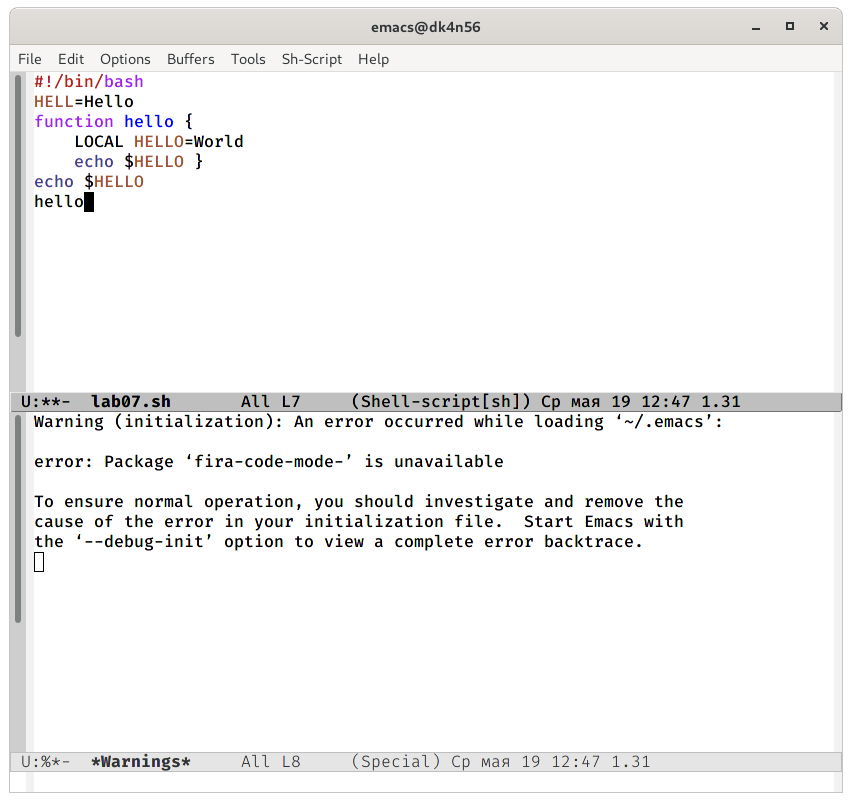 emacs@dk4n56
File Edit Options Buffers Tools Sh-Script Help
#!/bin/bash
HELL=Hello
function hello {
    LOCAL HELLO=World
    echo $HELLO }
echo $HELLO
hello
U:**-  lab07.sh       All L7     (Shell-script[sh]) Ср мая 19 12:47 1.31
Warning (initialization): An error occurred while loading ‘~/.emacs’:
error: Package ‘fira-code-mode-’ is unavailable
To ensure normal operation, you should investigate and remove the
cause of the error in your initialization file.  Start Emacs with
the ‘--debug-init’ option to view a complete error backtrace.
U:%*-  *Warnings*     All L8     (Special) Ср мая 19 12:47 1.31